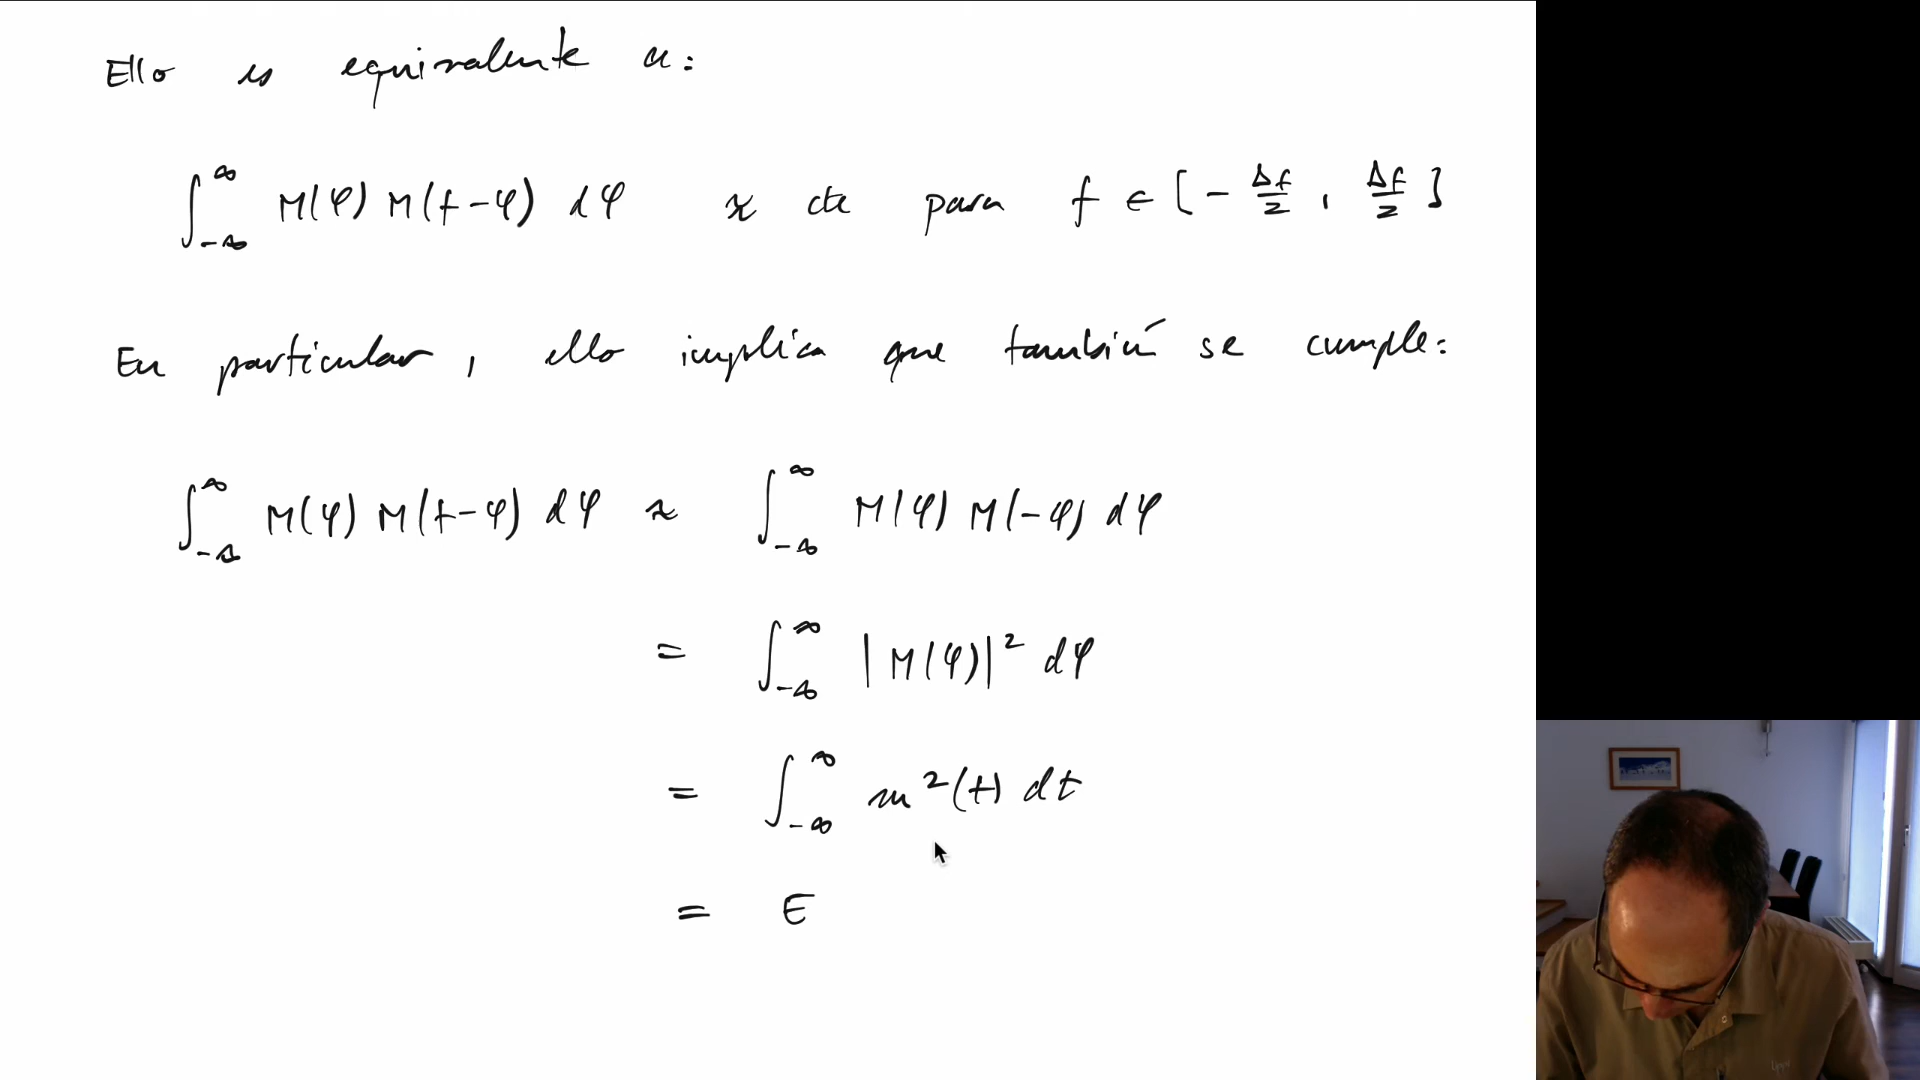 Ello es equivalente a:
∫_{-∞}^{∞} M(φ) M(f-φ) dφ ≈ cte para f ∈ [-Δf/2, Δf/2]
En particular, ello implica que también se cumple:
∫_{-∞}^{∞} M(φ) M(f-φ) dφ ≈ ∫_{-∞}^{∞} M(φ) M(-φ) dφ
= ∫_{-∞}^{∞} |M(φ)|² dφ
= ∫_{-∞}^{∞} m²(t) dt
= E